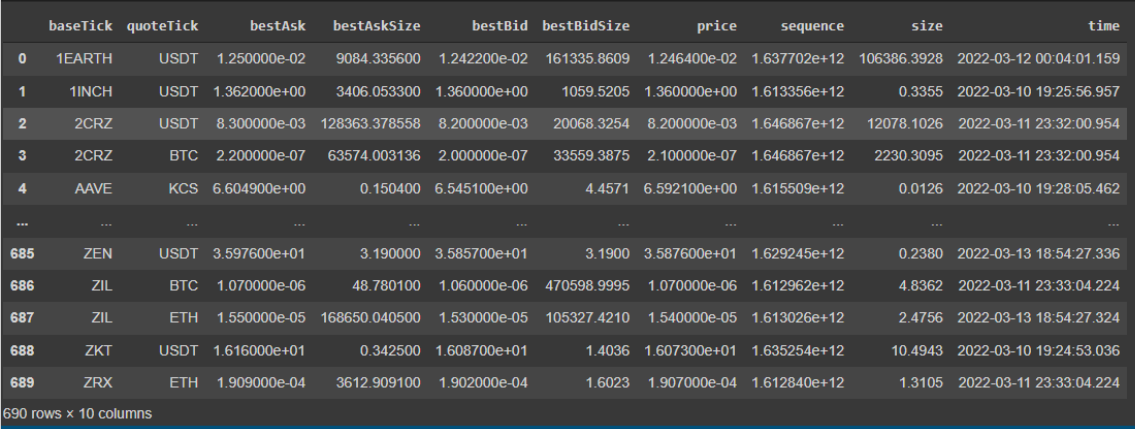 baseTick quoteTick bestAsk bestAskSize bestBid bestBidSize price sequence size time
0 1EARTH USDT 1.250000e-02 9084.335600 1.242200e-02 161335.8609 1.246400e-02 1.637702e+12 106386.3928 2022-03-12 00:04:01.159
1 1INCH USDT 1.362000e+00 3406.053300 1.360000e+00 1059.5205 1.360000e+00 1.613356e+12 0.3355 2022-03-10 19:25:56.957
2 2CRZ USDT 8.300000e-03 128363.378558 8.200000e-03 20068.3254 8.200000e-03 1.646867e+12 12078.1026 2022-03-11 23:32:00.954
3 2CRZ BTC 2.200000e-07 63574.003136 2.000000e-07 33559.3875 2.100000e-07 1.646867e+12 2230.3095 2022-03-11 23:32:00.954
4 AAVE KCS 6.604900e+00 0.150400 6.545100e+00 4.4571 6.592100e+00 1.615509e+12 0.0126 2022-03-10 19:28:05.462
... ... ... ... ... ... ... ... ... ... ...
685 ZEN USDT 3.597600e+01 3.190000 3.585700e+01 3.1900 3.587600e+01 1.629245e+12 0.2380 2022-03-13 18:54:27.336
686 ZIL BTC 1.070000e-06 48.780100 1.060000e-06 470598.9995 1.070000e-06 1.612962e+12 4.8362 2022-03-11 23:33:04.224
687 ZIL ETH 1.550000e-05 168650.040500 1.530000e-05 105327.4210 1.540000e-05 1.613026e+12 2.4756 2022-03-13 18:54:27.324
688 ZKT USDT 1.616000e+01 0.342500 1.608700e+01 1.4036 1.607300e+01 1.635254e+12 10.4943 2022-03-10 19:24:53.036
689 ZRX ETH 1.909000e-04 3612.909100 1.902000e-04 1.6023 1.907000e-04 1.612840e+12 1.3105 2022-03-11 23:33:04.224
690 rows × 10 columns